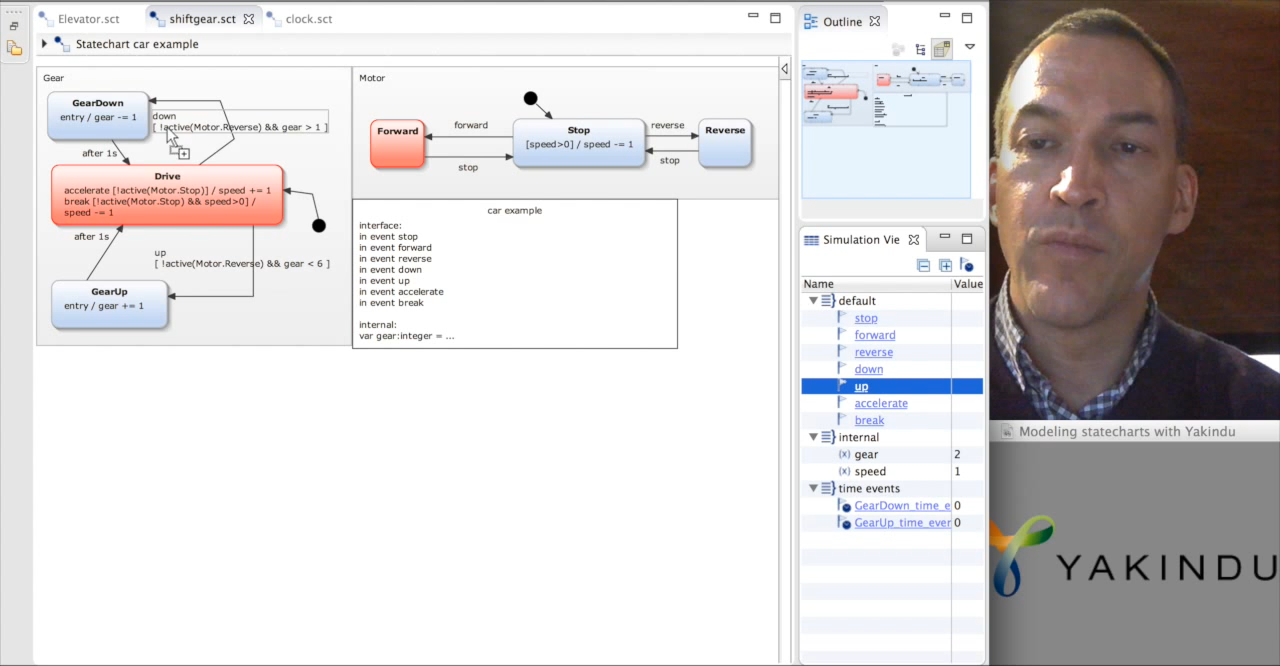 Elevator.sct
shiftgear.sct
clock.sct
Statechart car example
Gear
GearDown
entry / gear -= 1
down
[ !active(Motor.Reverse) && gear > 1 ]
after 1s
Drive
accelerate [!active(Motor.Stop)] / speed += 1
break [!active(Motor.Stop) && speed>0] /
speed -= 1
after 1s
up
[ !active(Motor.Reverse) && gear < 6 ]
GearUp
entry / gear += 1
Motor
Forward
forward
stop
Stop
[speed>0] / speed -= 1
reverse
stop
Reverse
car example
interface:
in event stop
in event forward
in event reverse
in event down
in event up
in event accelerate
in event break
internal:
var gear:integer = ...
Outline
Simulation Vie
Name Value
default
stop
forward
reverse
down
up
accelerate
break
internal
(x) gear 2
(x) speed 1
time events
GearDown_time_e 0
GearUp_time_ever 0
Modeling statecharts with Yakindu
YAKINDU